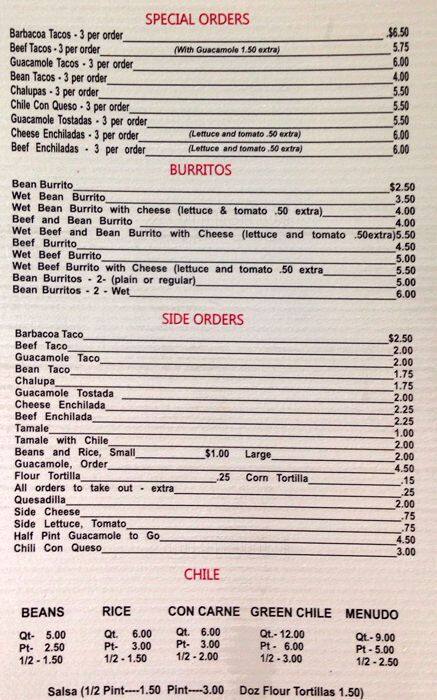 SPECIAL ORDERS
Barbacoa Tacos - 3 per order .$6.50
Beef Tacos - 3 per order (With Guacamole 1.50 extra) 5.75
Guacamole Tacos - 3 per order 6.00
Bean Tacos - 3 per order 4.00
Chalupas - 3 per order 5.50
Chile Con Queso - 3 per order 5.50
Guacamole Tostadas - 3 per order 5.50
Cheese Enchiladas - 3 per order (Lettuce and tomato .50 extra) 6.00
Beef Enchiladas - 3 per order (Lettuce and tomato .50 extra) 6.00
BURRITOS
Bean Burrito $2.50
Wet Bean Burrito 3.50
Wet Bean Burrito with cheese (lettuce & tomato .50 extra) 4.00
Beef and Bean Burrito 4.00
Wet Beef and Bean Burrito with Cheese (lettuce and tomato .50extra)5.50
Beef Burrito 4.50
Wet Beef Burrito 5.00
Wet Beef Burrito with Cheese (lettuce and tomato .50 extra 5.50
Bean Burritos - 2- (plain or regular) 5.00
Bean Burritos - 2 - Wet 6.00
SIDE ORDERS
Barbacoa Taco $2.50
Beef Taco 2.00
Guacamole Taco 2.00
Bean Taco 1.75
Chalupa 1.75
Guacamole Tostada 2.00
Cheese Enchilada 2.25
Beef Enchilada 2.25
Tamale 1.00
Tamale with Chile 2.00
Beans and Rice, Small $1.00 Large 2.00
Guacamole, Order 4.50
Flour Tortilla .25 Corn Tortilla .15
All orders to take out - extra .25
Quesadilla 2.00
Side Cheese .75
Side Lettuce, Tomato .75
Half Pint Guacamole to Go 4.50
Chili Con Queso 3.00
CHILE
BEANS RICE CON CARNE GREEN CHILE MENUDO
Qt- 5.00 Qt. 6.00 Qt. 6.00 Qt.- 12.00 Qt.- 9.00
Pt- 2.50 Pt- 3.00 Pt- 3.00 Pt - 6.00 Pt - 5.00
1/2 - 1.50 1/2 - 1.50 1/2 - 2.00 1/2 - 3.00 1/2 - 2.50
Salsa (1/2 Pint----1.50 Pint----3.00 Doz Flour Tortillas 1.50)